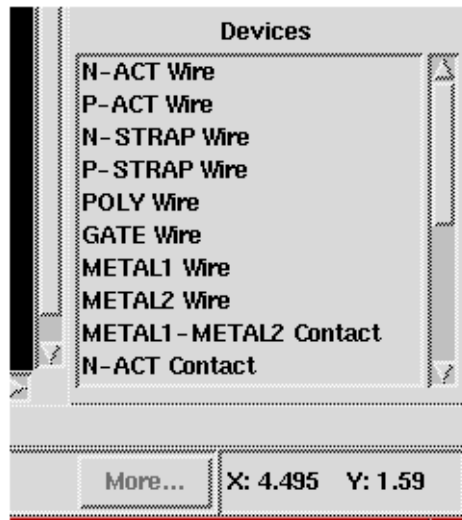 Devices
N-ACT Wire
P-ACT Wire
N-STRAP Wire
P-STRAP Wire
POLY Wire
GATE Wire
METAL1 Wire
METAL2 Wire
METAL1-METAL2 Contact
N-ACT Contact
More... X: 4.495 Y: 1.59